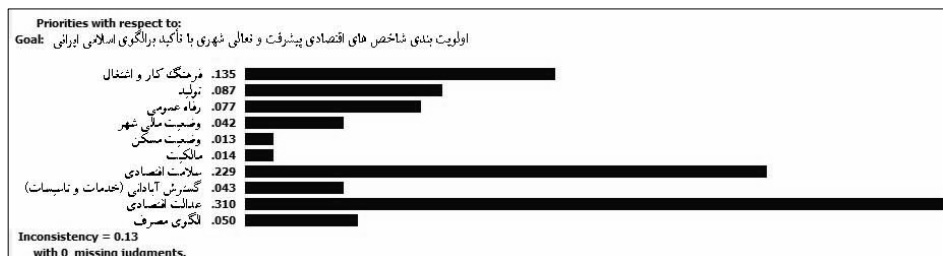 Priorities with respect to:
Goal: اولویت بندی شاخص های اقتصادی پیشرفت و تعالی شهری با تأکید برالگوی اسلامی ایرانی
فرهنگ کار و اشتغال .135
تولید .087
رفاه عمومی .077
وضعیت مالی شهر .042
وضعیت مسکن .013
مالکیت .014
سلامت اقتصادی .229
گسترش آبادانی (خدمات و تاسیسات) .043
عدالت اقتصادی .310
الگوی مصرف .050
Inconsistency = 0.13
with 0 missing judgments.